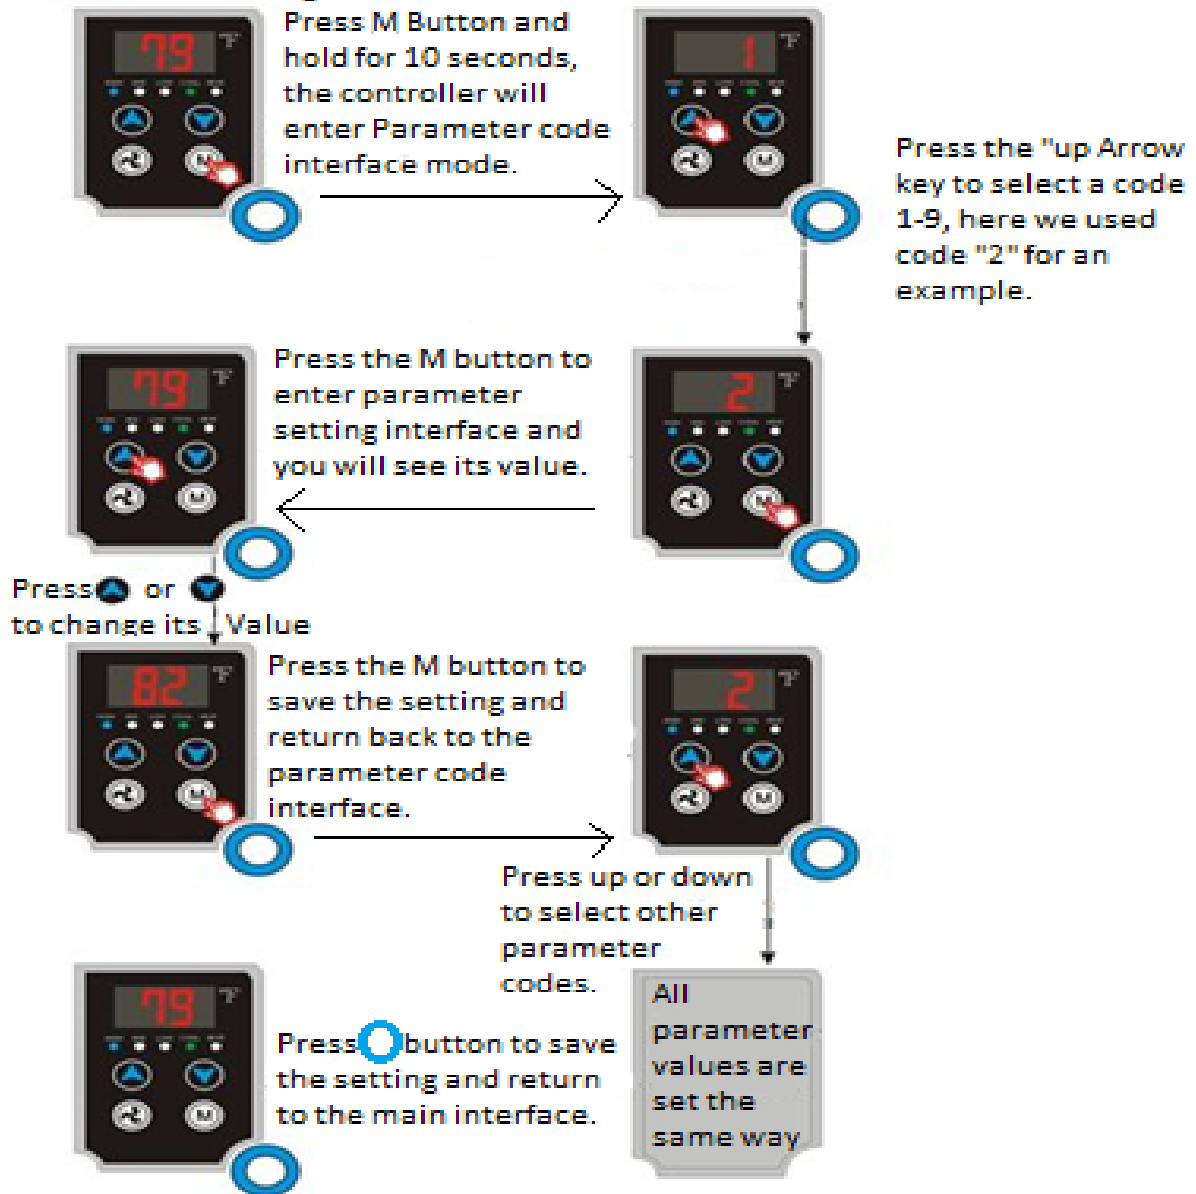 79 °F
Press M Button and
hold for 10 seconds,
the controller will
enter Parameter code
interface mode.
M
1 °F
M
Press the "up Arrow
key to select a code
1-9, here we used
code "2" for an
example.
79 °F
M
Press the M button to
enter parameter
setting interface and
you will see its value.
2 °F
M
Press or
to change its Value
82 °F
M
Press the M button to
save the setting and
return back to the
parameter code
interface.
2 °F
M
Press up or down
to select other
parameter
codes.
79 °F
M
Press button to save
the setting and return
to the main interface.
All
parameter
values are
set the
same way